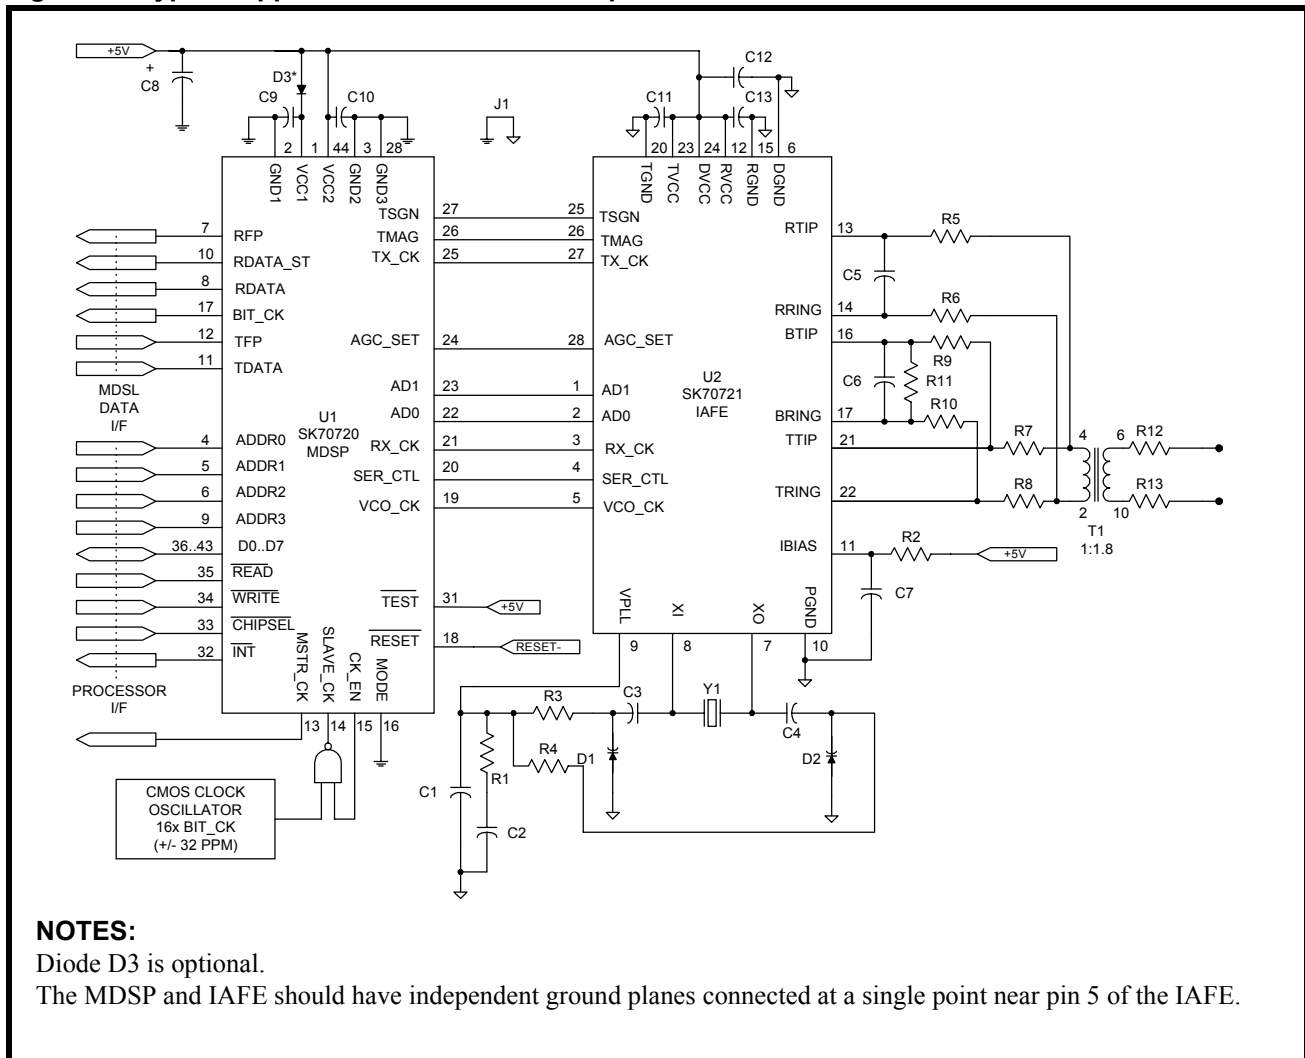 +5V
+
C8
D3*
C9
C10
J1
C12
C11
C13
2
1
44
3
28
GND1
VCC1
VCC2
GND2
GND3
20
23
24
12
15
6
TGND
TVCC
DVCC
RVCC
RGND
DGND
7
RFP
10
RDATA_ST
8
RDATA
17
BIT_CK
12
TFP
11
TDATA
MDSL
DATA
I/F
4
ADDR0
5
ADDR1
6
ADDR2
9
ADDR3
36..43
D0..D7
35
READ
34
WRITE
33
CHIPSEL
32
INT
PROCESSOR
I/F
U1
SK70720
MDSP
TSGN
27
TMAG
26
TX_CK
25
AGC_SET
24
AD1
23
AD0
22
RX_CK
21
SER_CTL
20
VCO_CK
19
TEST
31
+5V
RESET
18
RESET-
MSTR_CK
SLAVE_CK
CK_EN
MODE
13
14
15
16
CMOS CLOCK
OSCILLATOR
16x BIT_CK
(+/- 32 PPM)
25
TSGN
26
TMAG
27
TX_CK
28
AGC_SET
1
AD1
2
AD0
3
RX_CK
4
SER_CTL
5
VCO_CK
U2
SK70721
IAFE
RTIP
13
R5
C5
RRING
14
R6
BTIP
16
R9
C6
R11
R10
BRING
17
TTIP
21
R7
TRING
22
R8
4
2
6
10
R12
R13
T1
1:1.8
IBIAS
11
R2
+5V
C7
VPLL
XI
XO
PGND
9
8
7
10
R3
C3
Y1
C4
R4
D1
D2
R1
C1
C2
NOTES:
Diode D3 is optional.
The MDSP and IAFE should have independent ground planes connected at a single point near pin 5 of the IAFE.